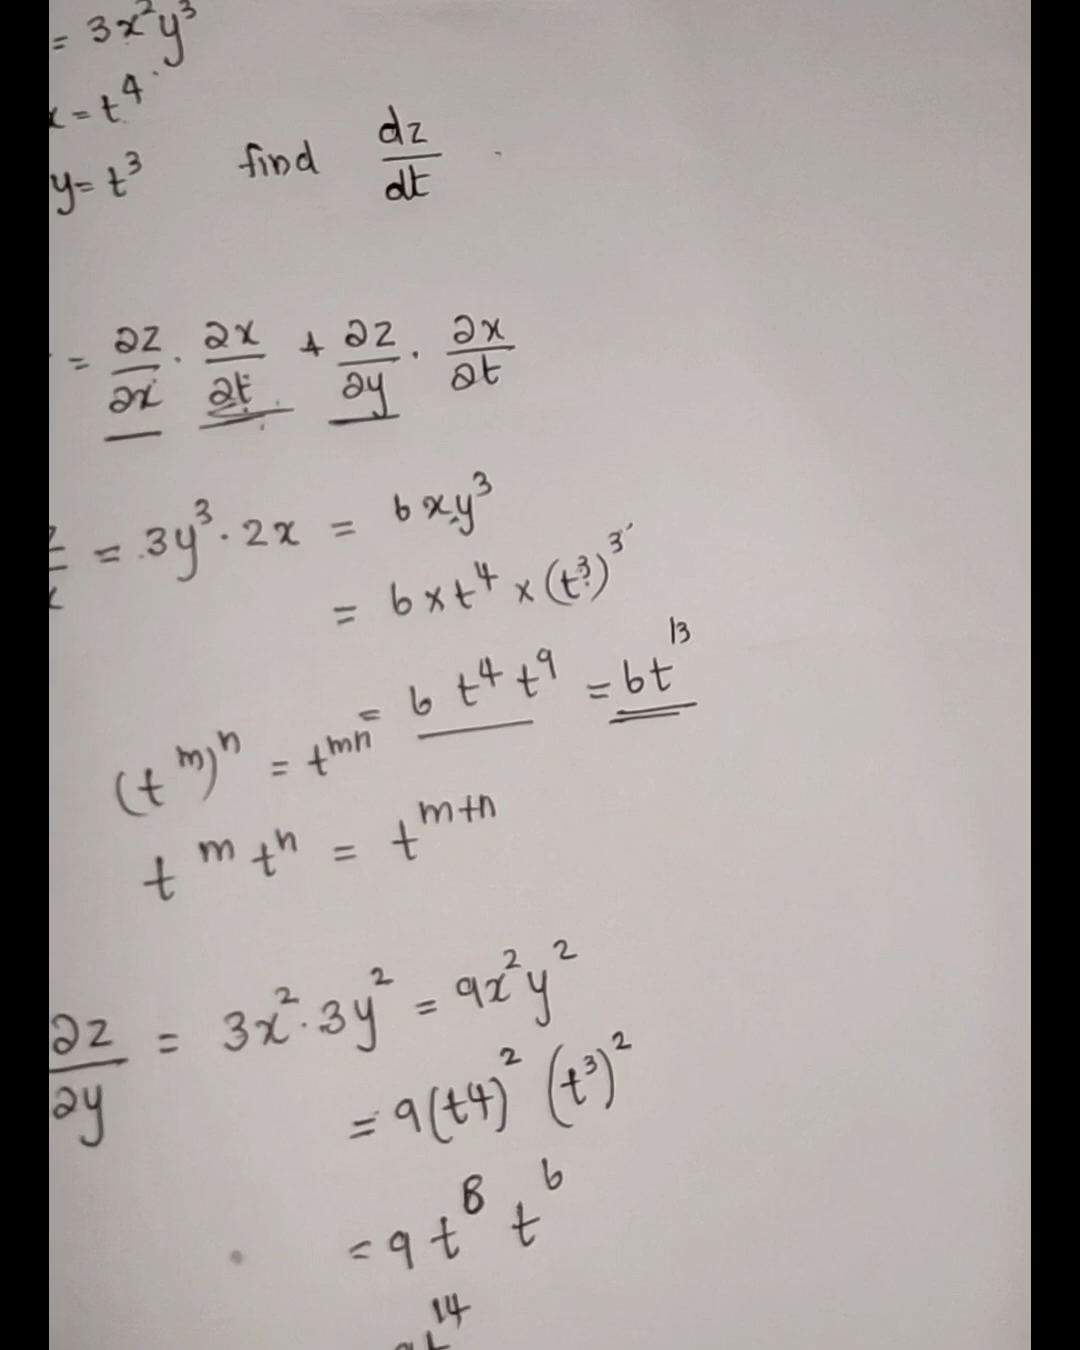 = 3x²y³
x = t⁴
y = t³ find dz/dt
= ∂z/∂x · ∂x/∂t + ∂z/∂y · ∂x/∂t
= 3y³ · 2x = 6xy³
= 6 × t⁴ × (t³)³
= 6 t⁴ t⁹ = 6t¹³
(tᵐ)ⁿ = tᵐⁿ
tᵐ tⁿ = tᵐ⁺ⁿ
∂z/∂y = 3x² · 3y² = 9x²y²
= 9(t4)² (t³)²
= 9 t⁸ t⁶
9t¹⁴